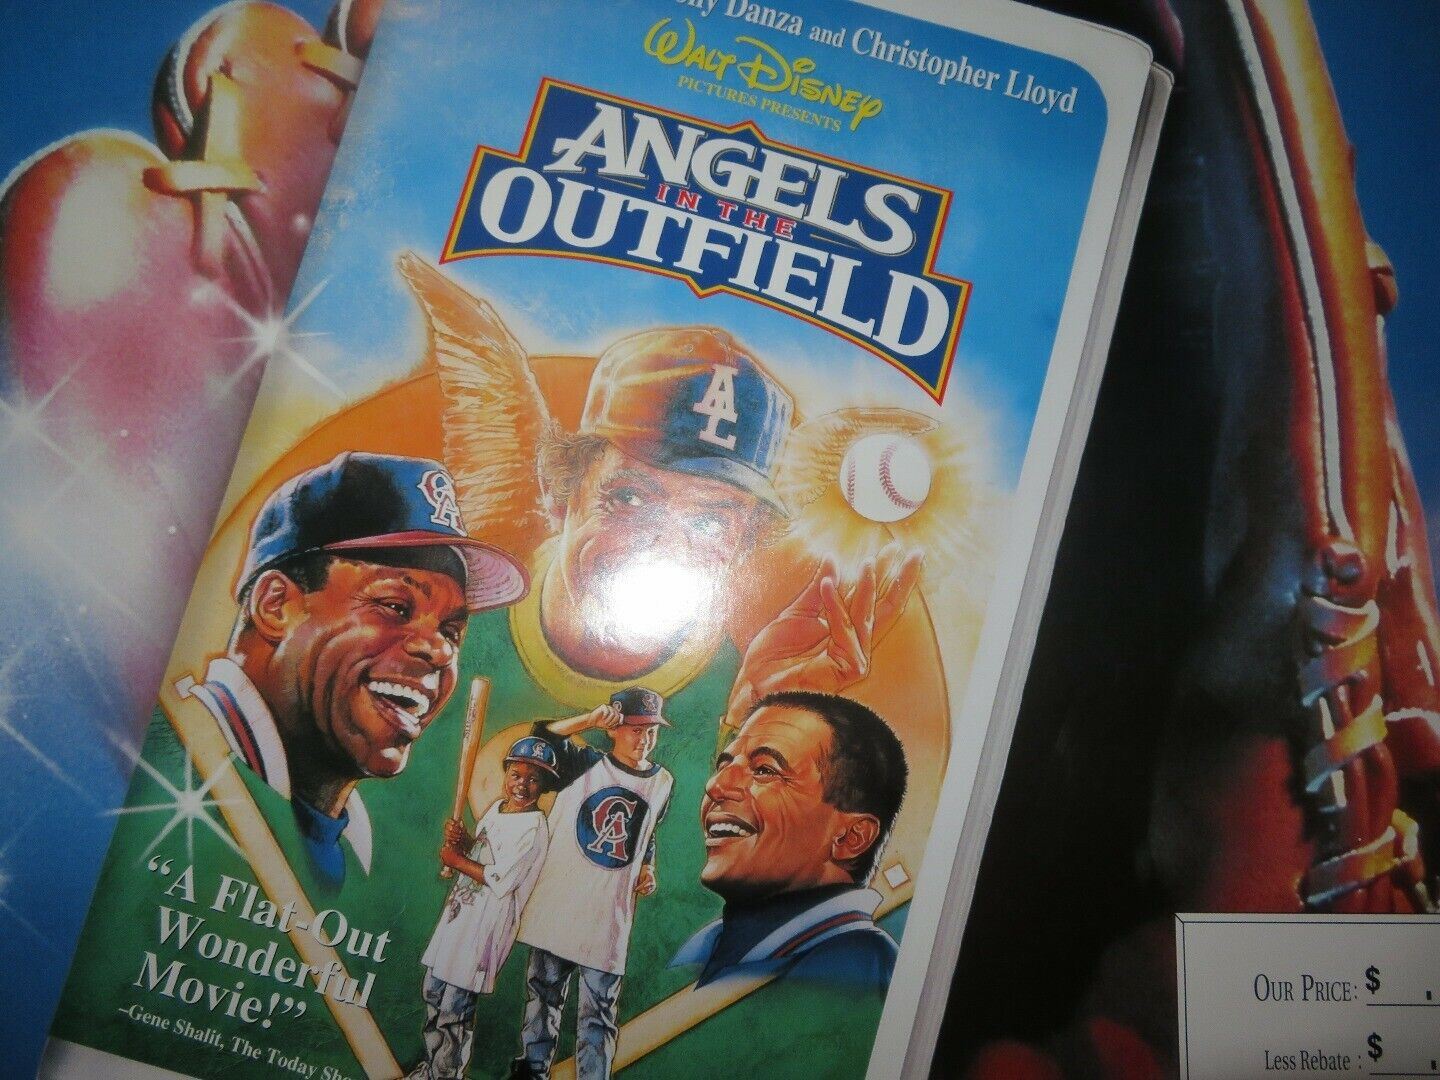 Danza and Christopher Lloyd
WALT DISNEY
PICTURES PRESENTS
ANGELS
IN THE
OUTFIELD
AL
CA
CA
CA
"A Flat-Out
Wonderful
Movie!"
–Gene Shalit, The Today
OUR PRICE: $ .
LESS REBATE : $ .